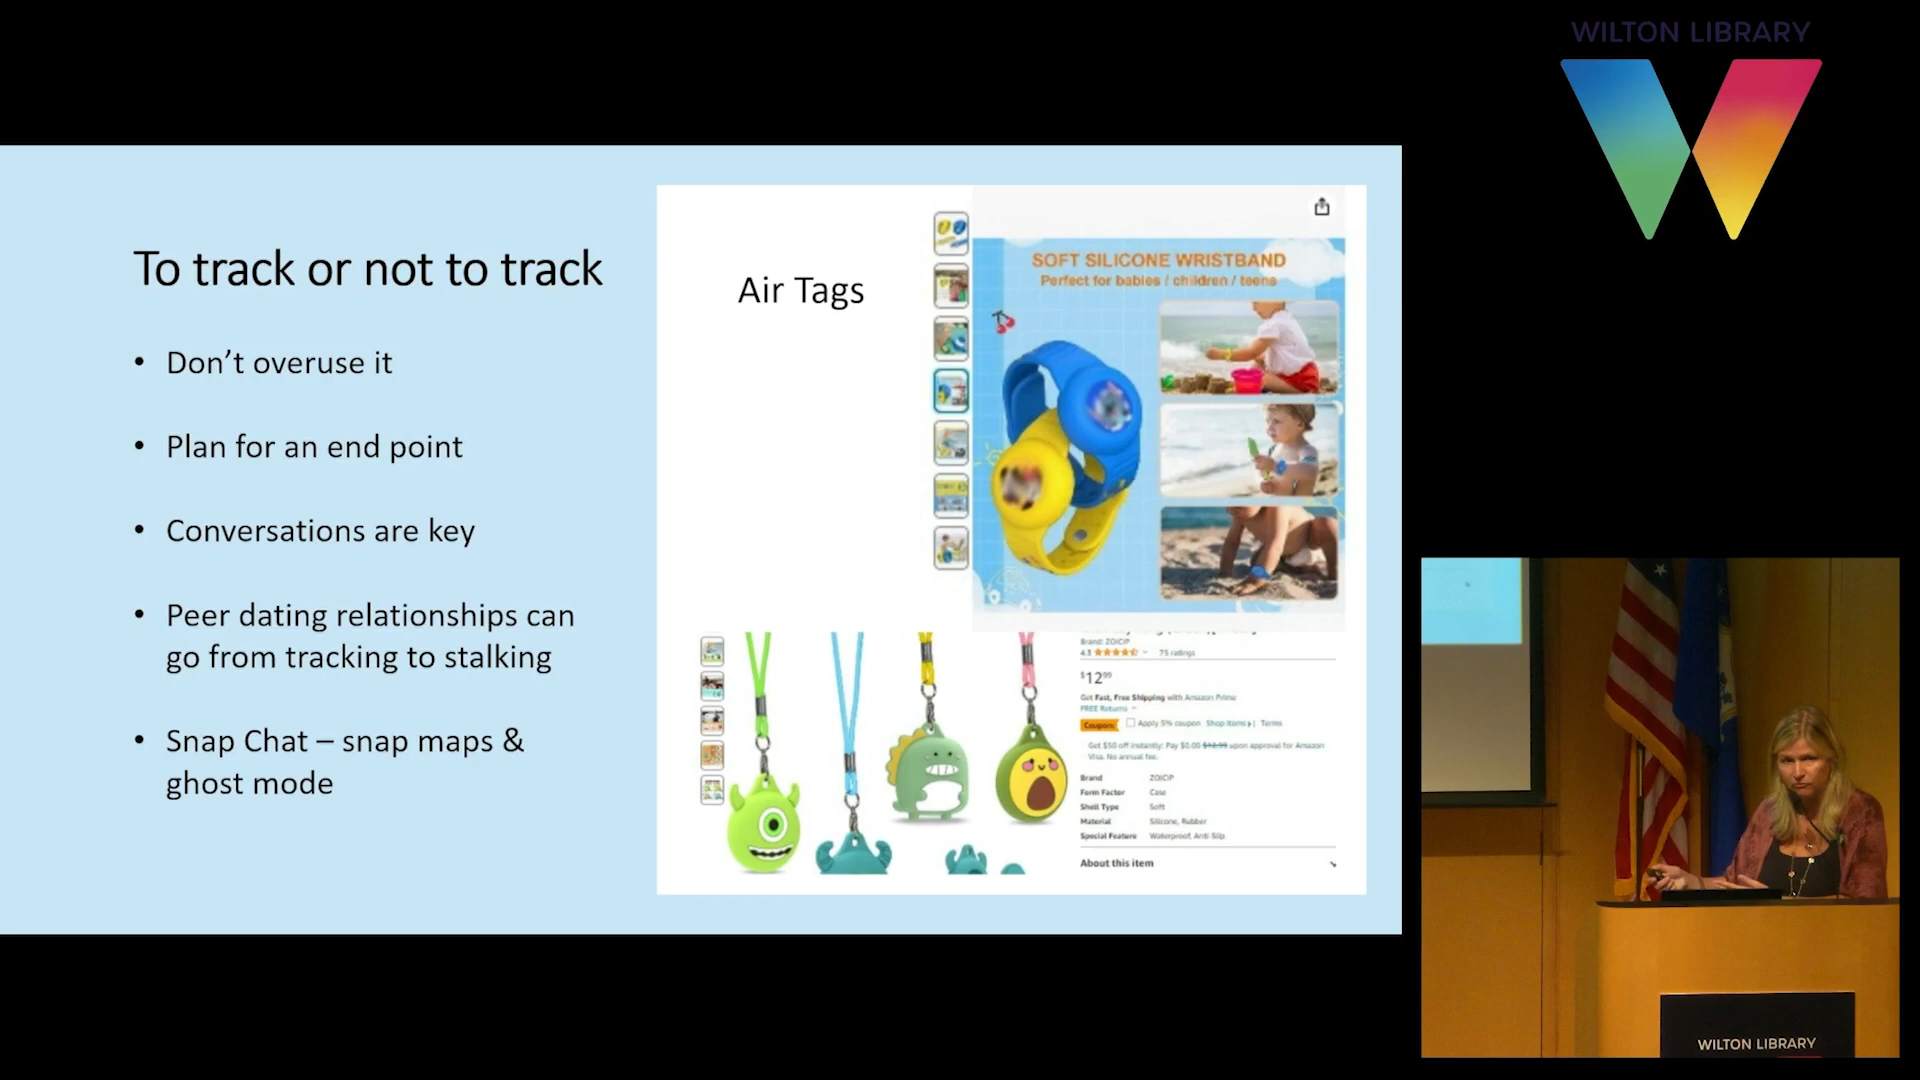 WILTON LIBRARY
To track or not to track
• Don’t overuse it
• Plan for an end point
• Conversations are key
• Peer dating relationships can
go from tracking to stalking
• Snap Chat – snap maps &
ghost mode
Air Tags
SOFT SILICONE WRISTBAND
Perfect for babies / children / teens
Brand: ZOICIP
4.3 75 ratings
$12⁹⁹
Get Fast, Free Shipping with Amazon Prime
FREE Returns
Coupon: Apply 5% coupon Shop items | Terms
Get $50 off instantly: Pay $0.00 $12.99 upon approval for Amazon
Visa. No annual fee.
Brand ZOICIP
Form Factor Case
Shell Type Soft
Material Silicone, Rubber
Special Feature Waterproof, Anti Slip
About this item
WILTON LIBRARY